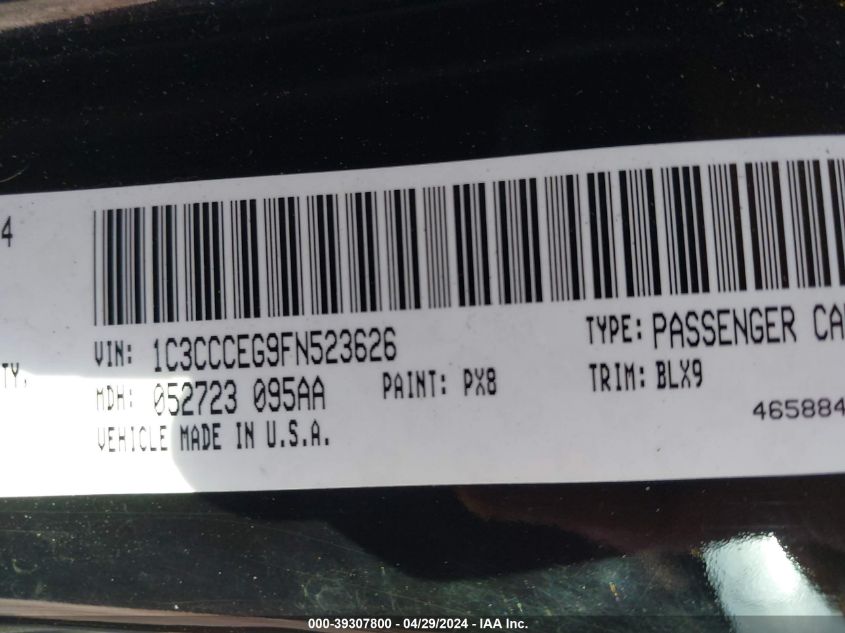 4
TY,
VIN: 1C3CCCEG9FN523626
TYPE: PASSENGER CA
MDH: 052723 095AA
PAINT: PX8
TRIM: BLX9
VEHICLE MADE IN U.S.A.
465884
000-39307800 - 04/29/2024 - IAA Inc.